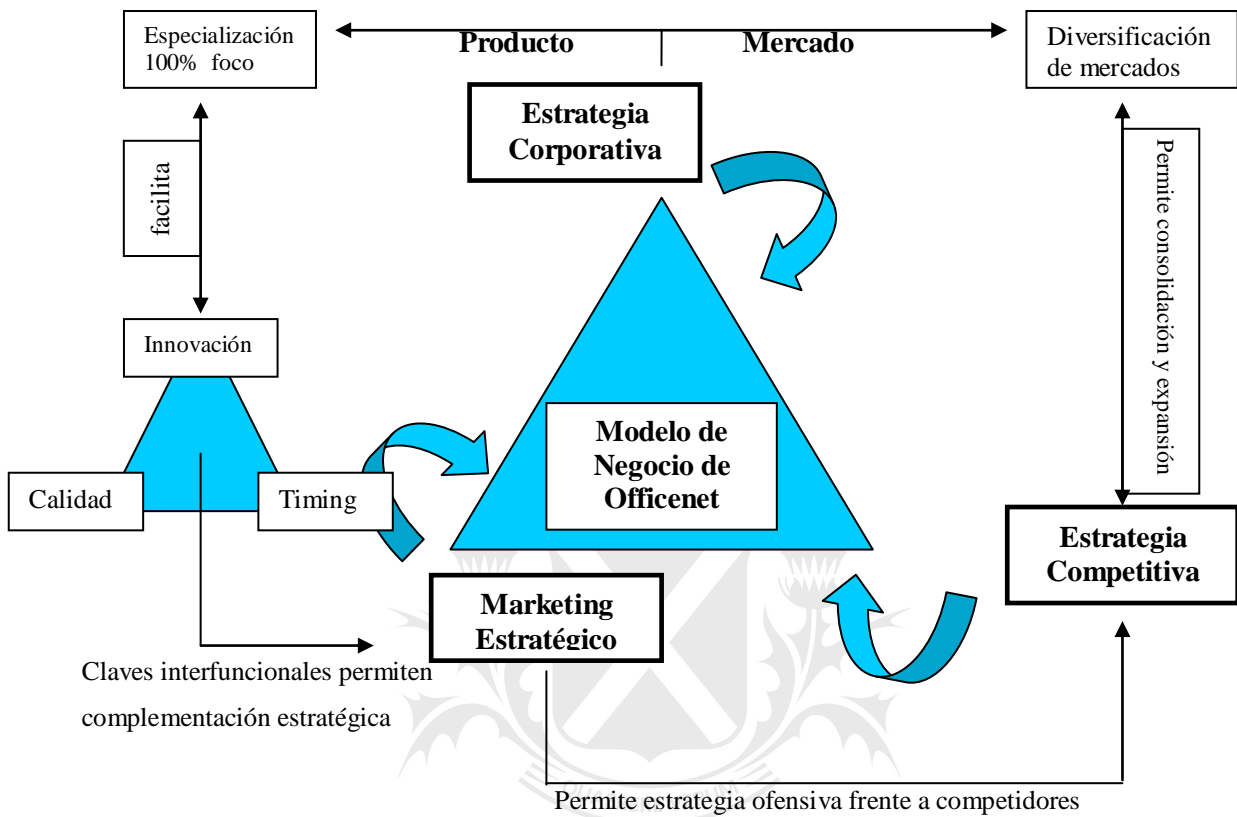 Especialización
100% foco
Producto
Mercado
Diversificación
de mercados
Estrategia
Corporativa
facilita
Permite consolidación y expansión
Innovación
Calidad
Timing
Modelo de
Negocio de
Officenet
Estrategia
Competitiva
Marketing
Estratégico
Claves interfuncionales permiten
complementación estratégica
Permite estrategia ofensiva frente a competidores